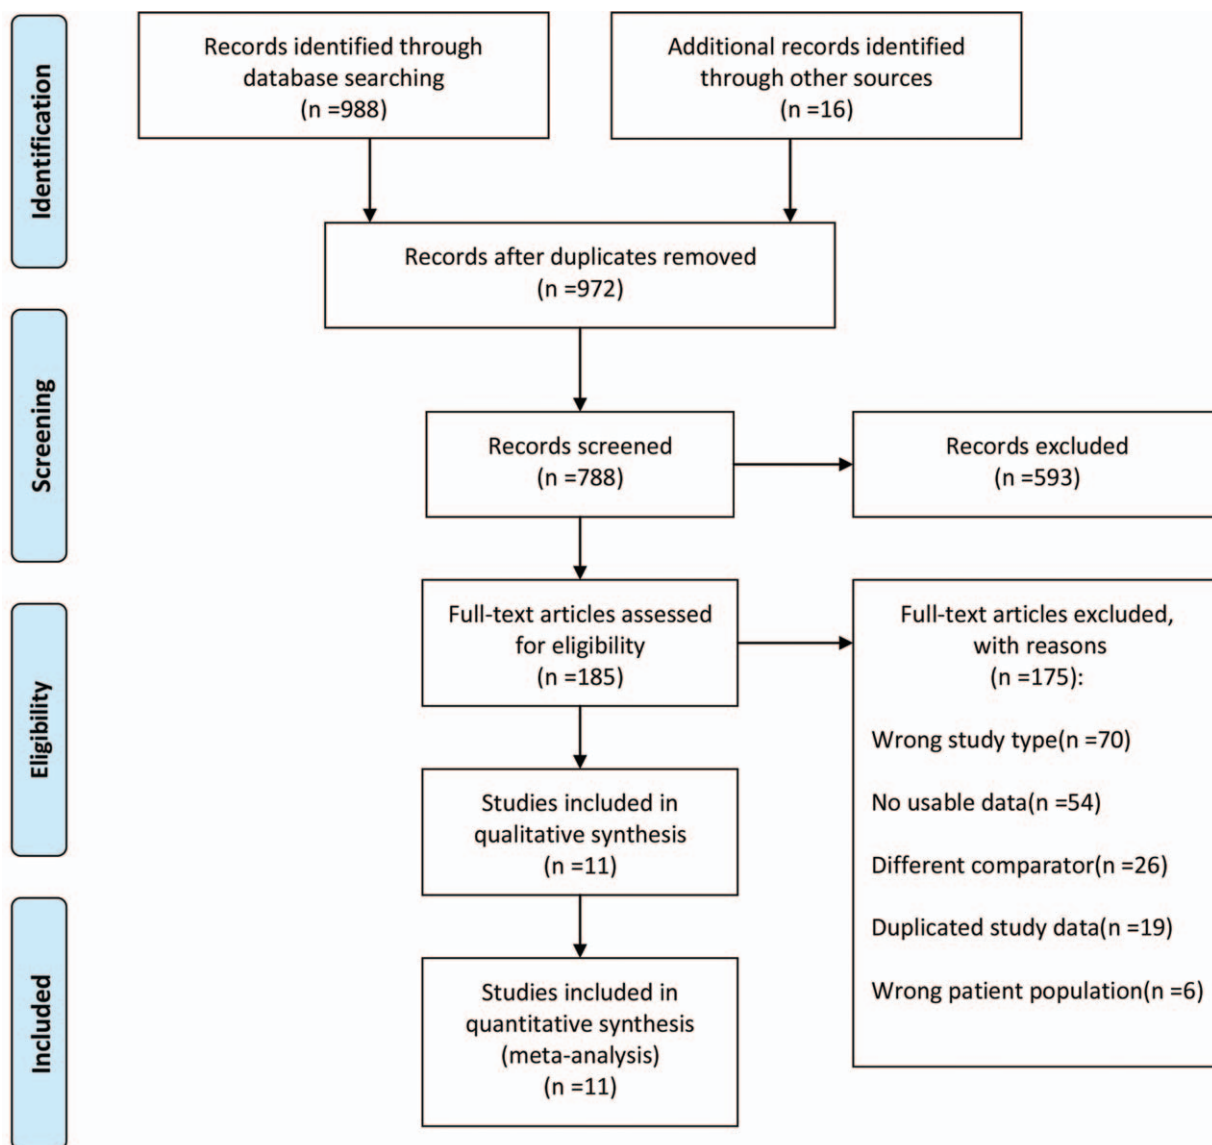 Identification
Records identified through
database searching
(n =988)
Additional records identified
through other sources
(n =16)
Records after duplicates removed
(n =972)
Screening
Records screened
(n =788)
Records excluded
(n =593)
Eligibility
Full-text articles assessed
for eligibility
(n =185)
Full-text articles excluded,
with reasons
(n =175):
Wrong study type(n =70)
No usable data(n =54)
Different comparator(n =26)
Duplicated study data(n =19)
Wrong patient population(n =6)
Studies included in
qualitative synthesis
(n =11)
Included
Studies included in
quantitative synthesis
(meta-analysis)
(n =11)